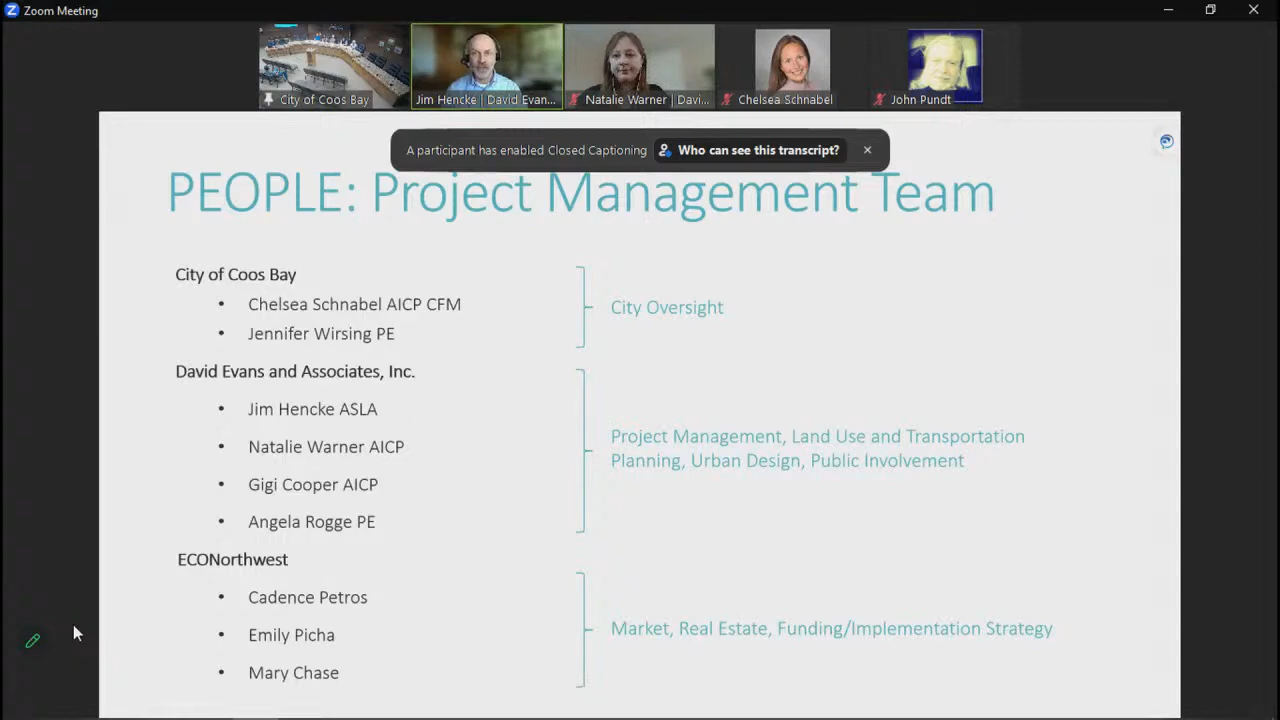 Zoom Meeting
City of Coos Bay
Jim Hencke | David Evan...
Natalie Warner | Davi...
Chelsea Schnabel
John Pundt
A participant has enabled Closed Captioning
Who can see this transcript?
PEOPLE: Project Management Team
City of Coos Bay
• Chelsea Schnabel AICP CFM
• Jennifer Wirsing PE
City Oversight
David Evans and Associates, Inc.
• Jim Hencke ASLA
• Natalie Warner AICP
• Gigi Cooper AICP
• Angela Rogge PE
Project Management, Land Use and Transportation
Planning, Urban Design, Public Involvement
ECONorthwest
• Cadence Petros
• Emily Picha
• Mary Chase
Market, Real Estate, Funding/Implementation Strategy